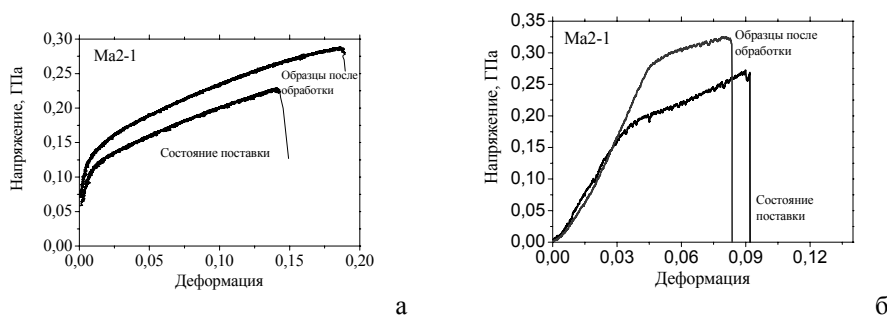 Ма2-1
Напряжение, ГПа
0,30
0,25
0,20
0,15
0,10
0,05
0,00
Образцы после
обработки
Состояние поставки
0,00 0,05 0,10 0,15 0,20
Деформация
а
Ма2-1
Напряжение, ГПа
0,35
0,30
0,25
0,20
0,15
0,10
0,05
0,00
Образцы после
обработки
Состояние
поставки
0,00 0,03 0,06 0,09 0,12
Деформация
б